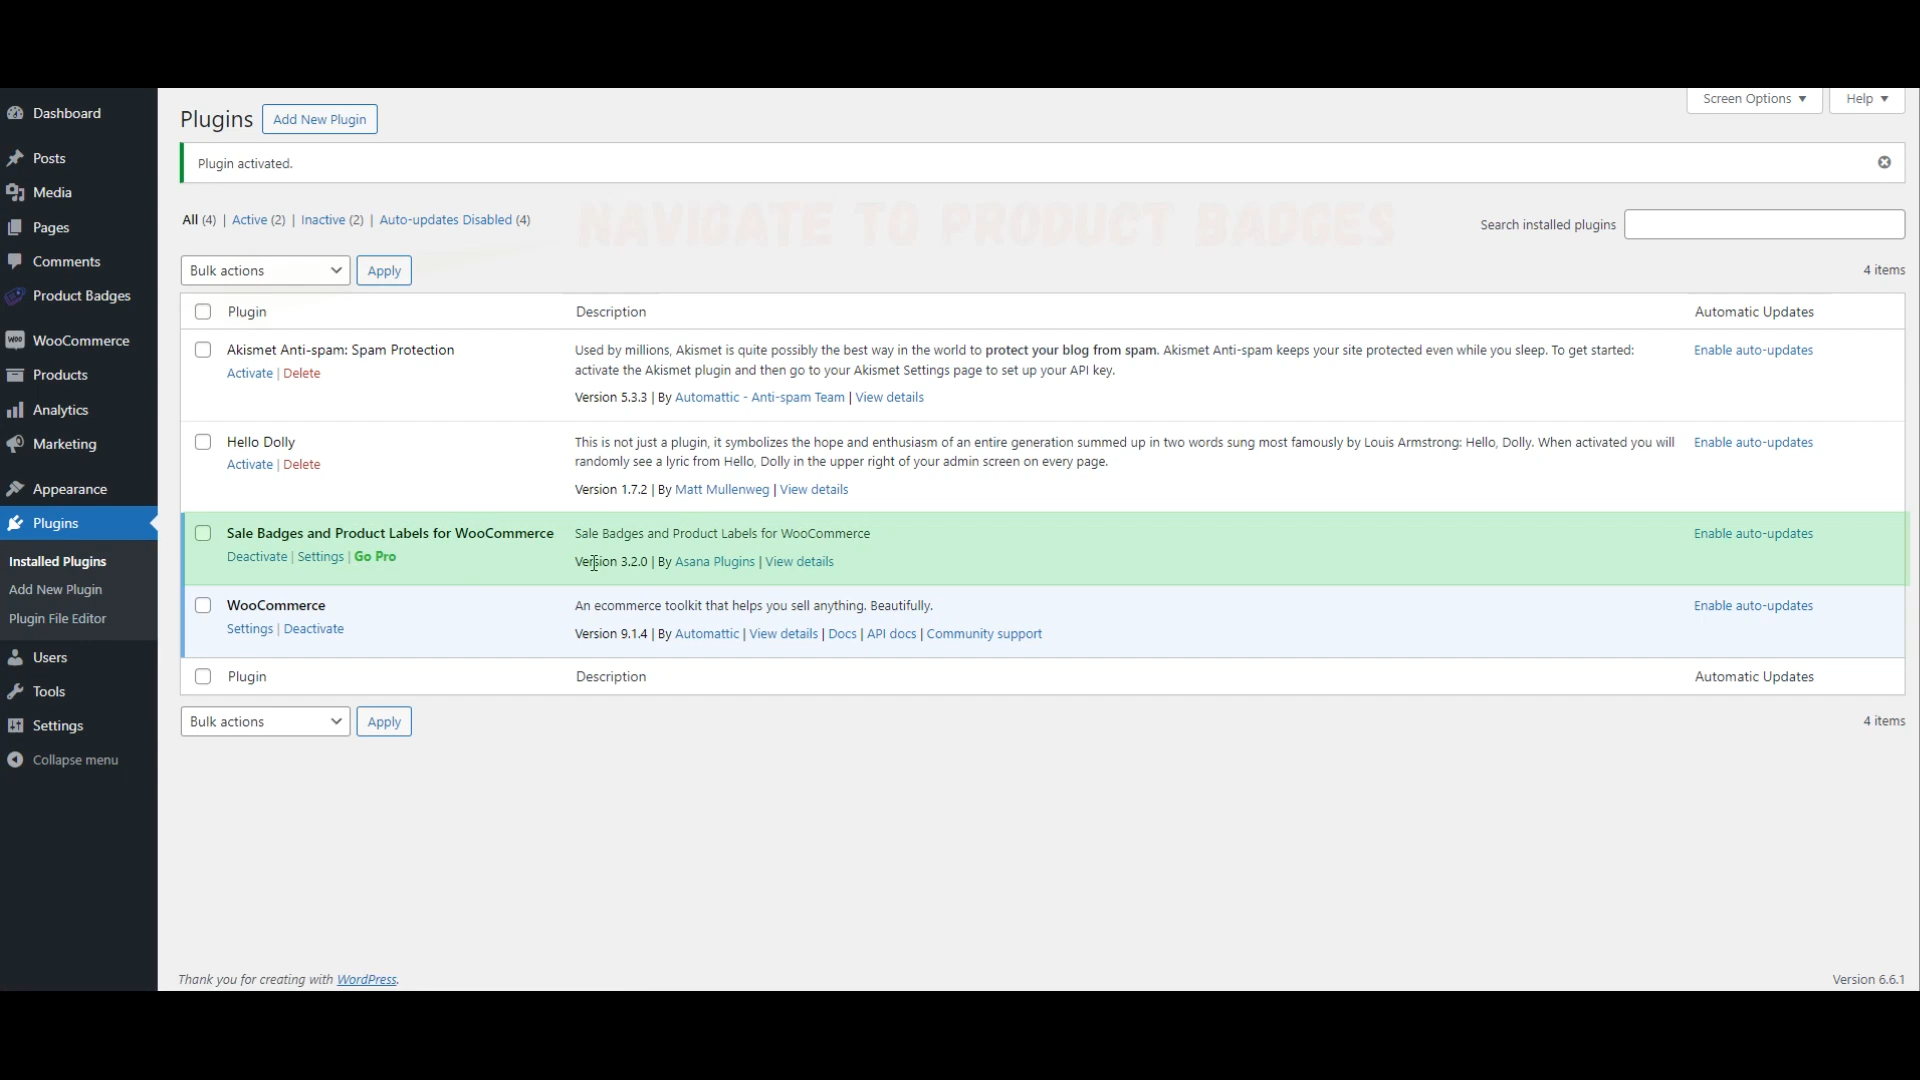 Dashboard
Posts
Media
Pages
Comments
Product Badges
WooCommerce
Products
Analytics
Marketing
Appearance
Plugins
Installed Plugins
Add New Plugin
Plugin File Editor
Users
Tools
Settings
Collapse menu
Screen Options ▼ Help ▼
Plugins Add New Plugin
Plugin activated.
NAVIGATE TO PRODUCT BADGES
All (4) | Active (2) | Inactive (2) | Auto-updates Disabled (4)
Search installed plugins
Bulk actions Apply 4 items
Plugin Description Automatic Updates
Akismet Anti-spam: Spam Protection
Activate | Delete
Used by millions, Akismet is quite possibly the best way in the world to protect your blog from spam. Akismet Anti-spam keeps your site protected even while you sleep. To get started:
activate the Akismet plugin and then go to your Akismet Settings page to set up your API key.
Version 5.3.3 | By Automattic - Anti-spam Team | View details
Enable auto-updates
Hello Dolly
Activate | Delete
This is not just a plugin, it symbolizes the hope and enthusiasm of an entire generation summed up in two words sung most famously by Louis Armstrong: Hello, Dolly. When activated you will
randomly see a lyric from Hello, Dolly in the upper right of your admin screen on every page.
Version 1.7.2 | By Matt Mullenweg | View details
Enable auto-updates
Sale Badges and Product Labels for WooCommerce
Deactivate | Settings | Go Pro
Sale Badges and Product Labels for WooCommerce
Version 3.2.0 | By Asana Plugins | View details
Enable auto-updates
WooCommerce
Settings | Deactivate
An ecommerce toolkit that helps you sell anything. Beautifully.
Version 9.1.4 | By Automattic | View details | Docs | API docs | Community support
Enable auto-updates
Plugin Description Automatic Updates
Bulk actions Apply 4 items
Thank you for creating with WordPress.
Version 6.6.1